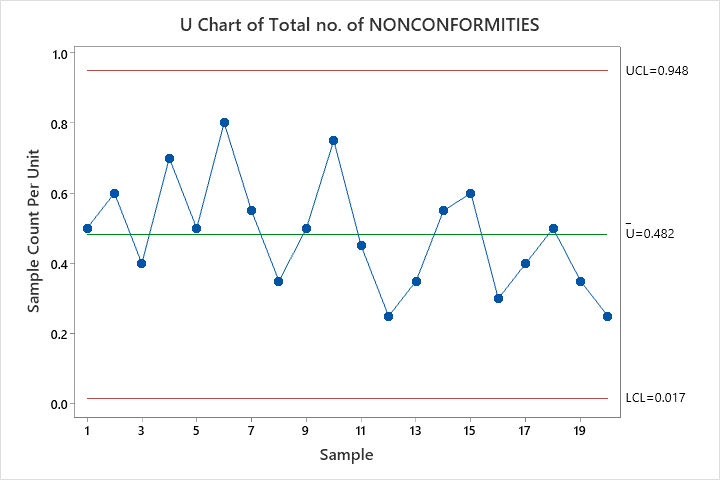 U Chart of Total no. of NONCONFORMITIES
1.0
0.8
0.6
0.4
0.2
0.0
Sample Count Per Unit
UCL=0.948
U̅=0.482
LCL=0.017
1 3 5 7 9 11 13 15 17 19
Sample